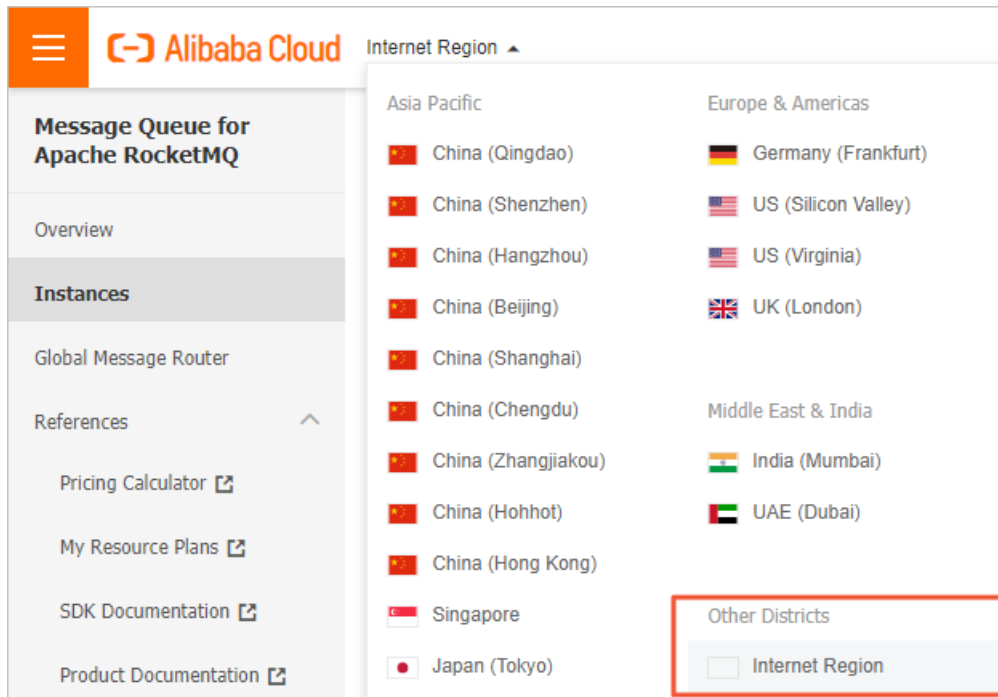 Alibaba Cloud
Internet Region
Message Queue for
Apache RocketMQ
Overview
Instances
Global Message Router
References
Pricing Calculator
My Resource Plans
SDK Documentation
Product Documentation
Asia Pacific
China (Qingdao)
China (Shenzhen)
China (Hangzhou)
China (Beijing)
China (Shanghai)
China (Chengdu)
China (Zhangjiakou)
China (Hohhot)
China (Hong Kong)
Singapore
Japan (Tokyo)
Europe & Americas
Germany (Frankfurt)
US (Silicon Valley)
US (Virginia)
UK (London)
Middle East & India
India (Mumbai)
UAE (Dubai)
Other Districts
Internet Region